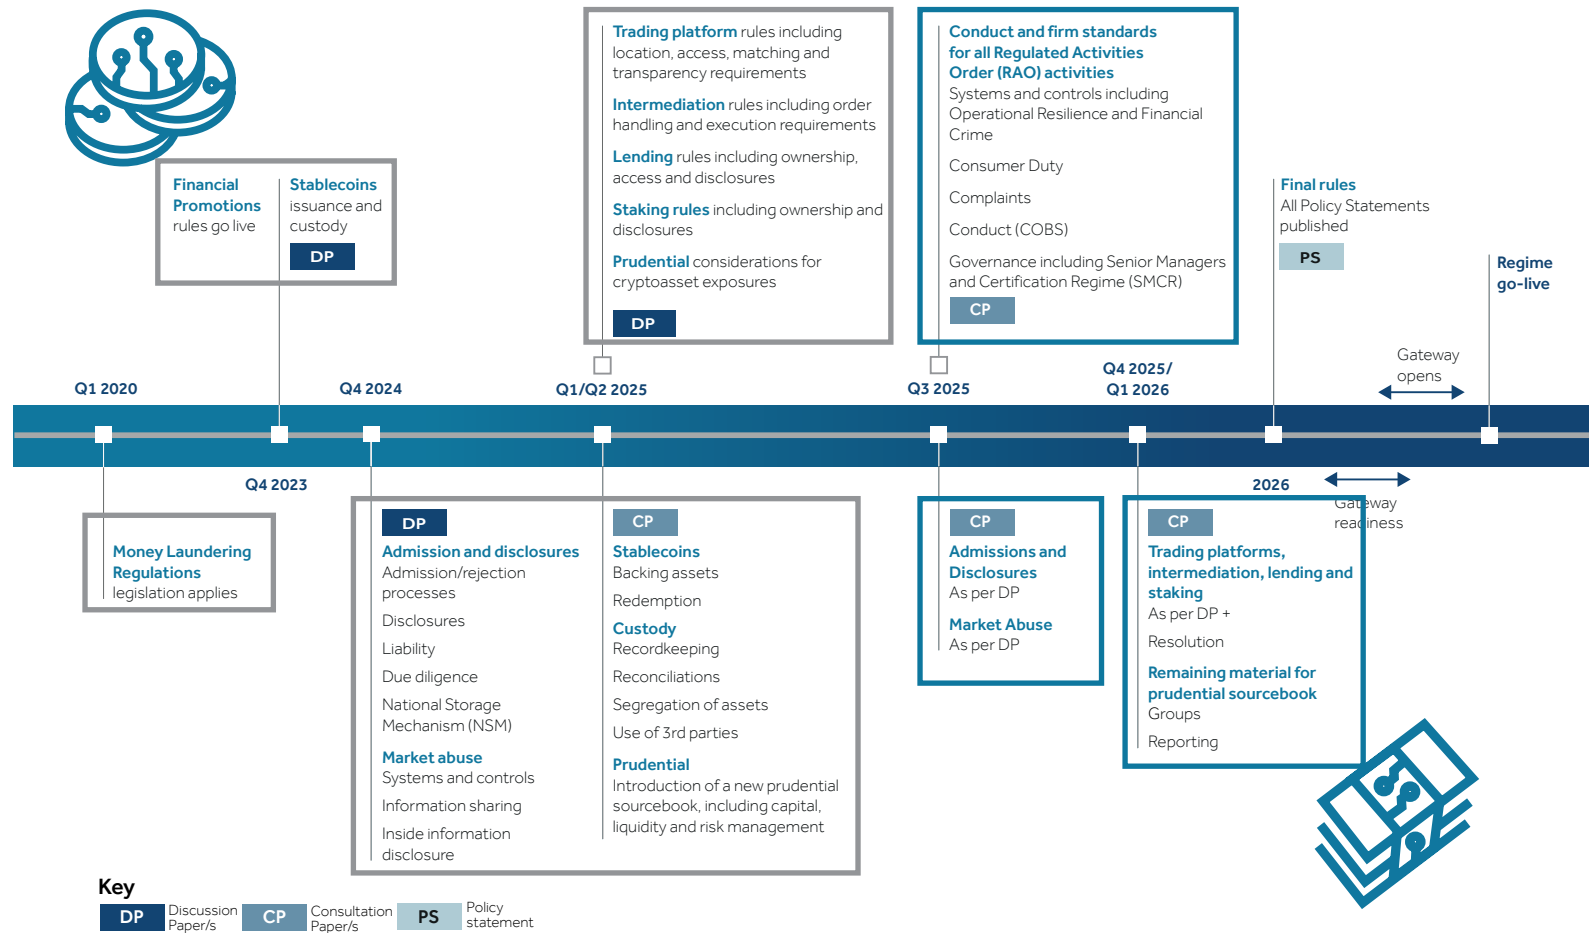 Financial
Promotions
rules go live
Stablecoins
issuance and
custody
DP
Trading platform rules including
location, access, matching and
transparency requirements
Intermediation rules including order
handling and execution requirements
Lending rules including ownership,
access and disclosures
Staking rules including ownership and
disclosures
Prudential considerations for
cryptoasset exposures
DP
Conduct and firm standards
for all Regulated Activities
Order (RAO) activities
Systems and controls including
Operational Resilience and Financial
Crime
Consumer Duty
Complaints
Conduct (COBS)
Governance including Senior Managers
and Certification Regime (SMCR)
CP
Final rules
All Policy Statements
published
PS
Regime
go-live
Gateway
opens
Q1 2020
Q4 2024
Q1/Q2 2025
Q3 2025
Q4 2025/
Q1 2026
Q4 2023
2026
Gateway
readiness
Money Laundering
Regulations
legislation applies
DP
Admission and disclosures
Admission/rejection
processes
Disclosures
Liability
Due diligence
National Storage
Mechanism (NSM)
Market abuse
Systems and controls
Information sharing
Inside information
disclosure
CP
Stablecoins
Backing assets
Redemption
Custody
Recordkeeping
Reconciliations
Segregation of assets
Use of 3rd parties
Prudential
Introduction of a new prudential
sourcebook, including capital,
liquidity and risk management
CP
Admissions and
Disclosures
As per DP
Market Abuse
As per DP
CP
Trading platforms,
intermediation, lending and
staking
As per DP +
Resolution
Remaining material for
prudential sourcebook
Groups
Reporting
Key
DP Discussion
Paper/s
CP Consultation
Paper/s
PS Policy
statement